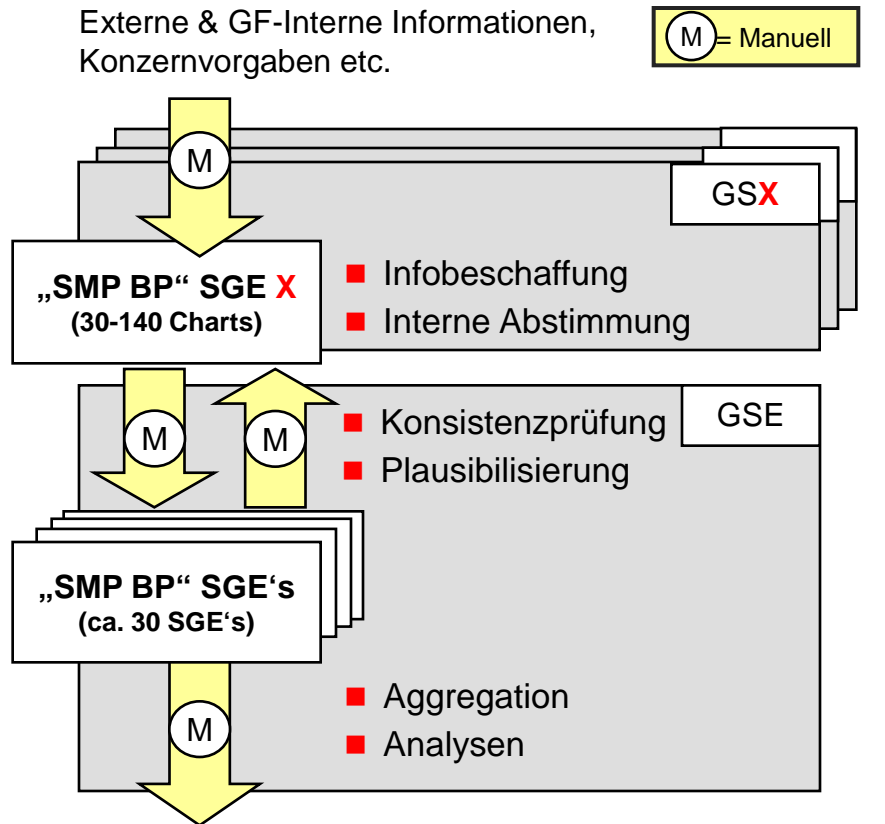 Externe & GF-Interne Informationen,
Konzernvorgaben etc.
M = Manuell
M
GSX
„SMP BP“ SGE X
(30-140 Charts)
Infobeschaffung
Interne Abstimmung
M
M
GSE
Konsistenzprüfung
Plausibilisierung
„SMP BP“ SGE‘s
(ca. 30 SGE‘s)
Aggregation
Analysen
M